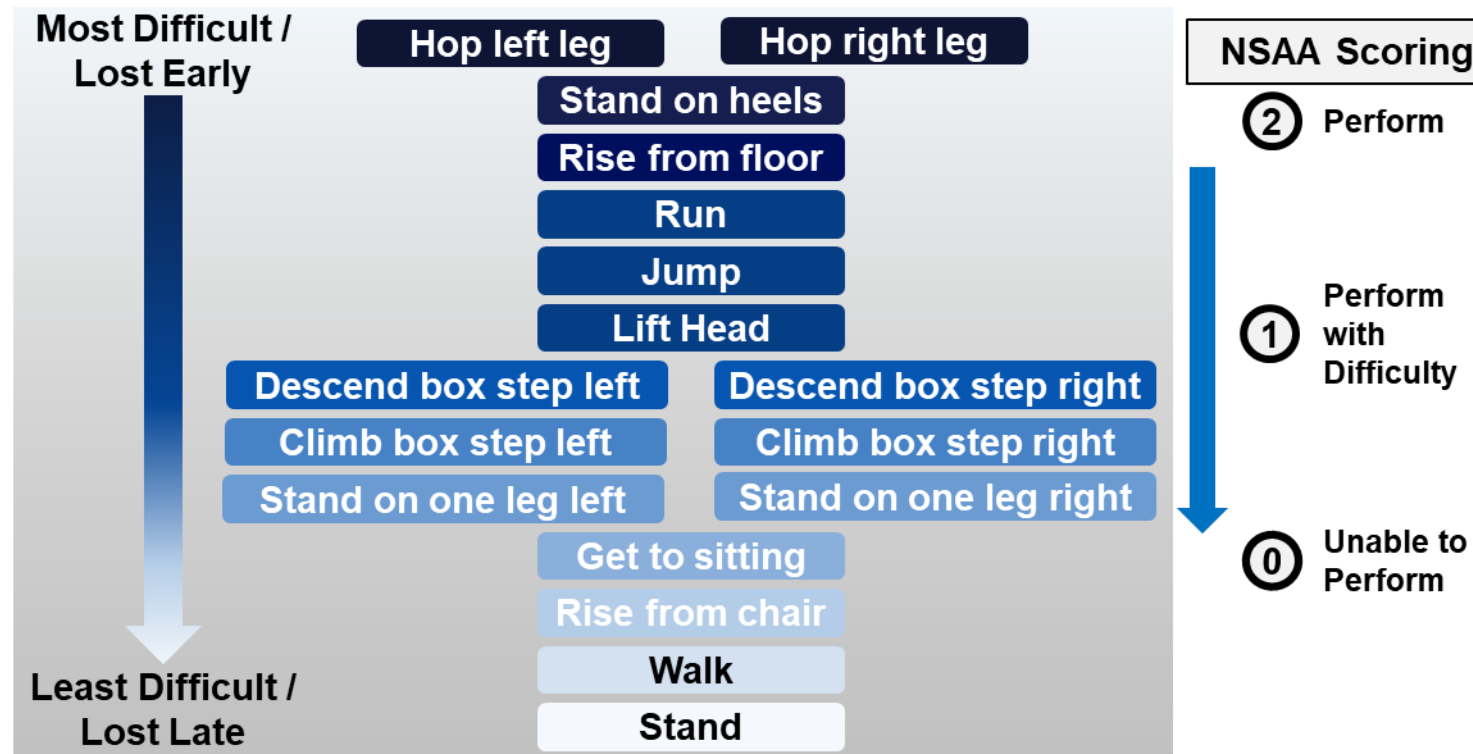 Most Difficult /
Lost Early
Hop left leg
Hop right leg
Stand on heels
Rise from floor
Run
Jump
Lift Head
Descend box step left
Descend box step right
Climb box step left
Climb box step right
Stand on one leg left
Stand on one leg right
Get to sitting
Rise from chair
Walk
Stand
Least Difficult /
Lost Late
NSAA Scoring
2 Perform
1 Perform
with
Difficulty
0 Unable to
Perform